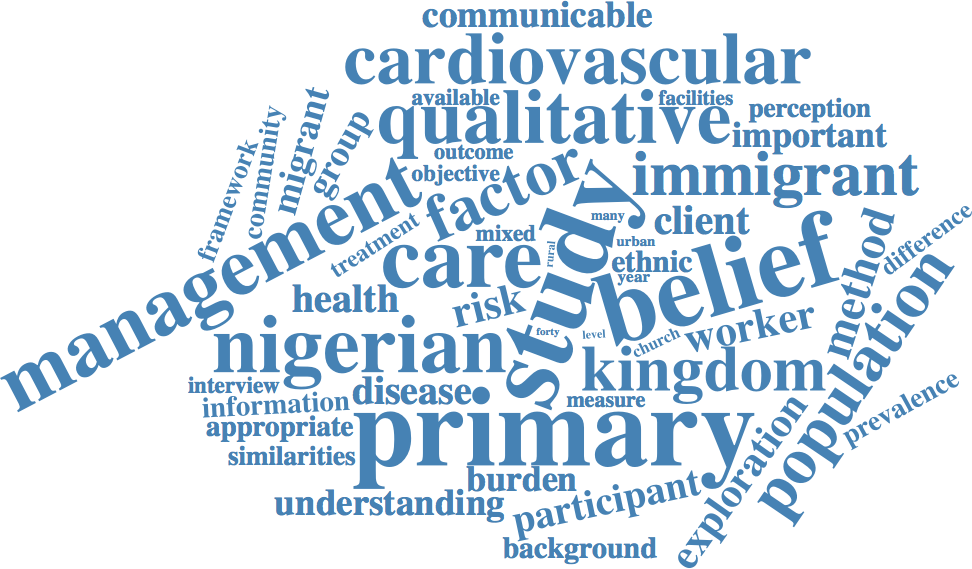 communicable
cardiovascular
available
facilities
qualitative
perception
important
migrant
group
community
framework
outcome
objective
factor
immigrant
management
treatment
mixed
study
many
client
urban
rural
care
ethnic
year
belief
method
difference
population
health
risk
nigerian
forty
level
church
worker
kingdom
interview
disease
information
measure
appropriate
primary
similarities
prevalence
burden
exploration
understanding
participant
background